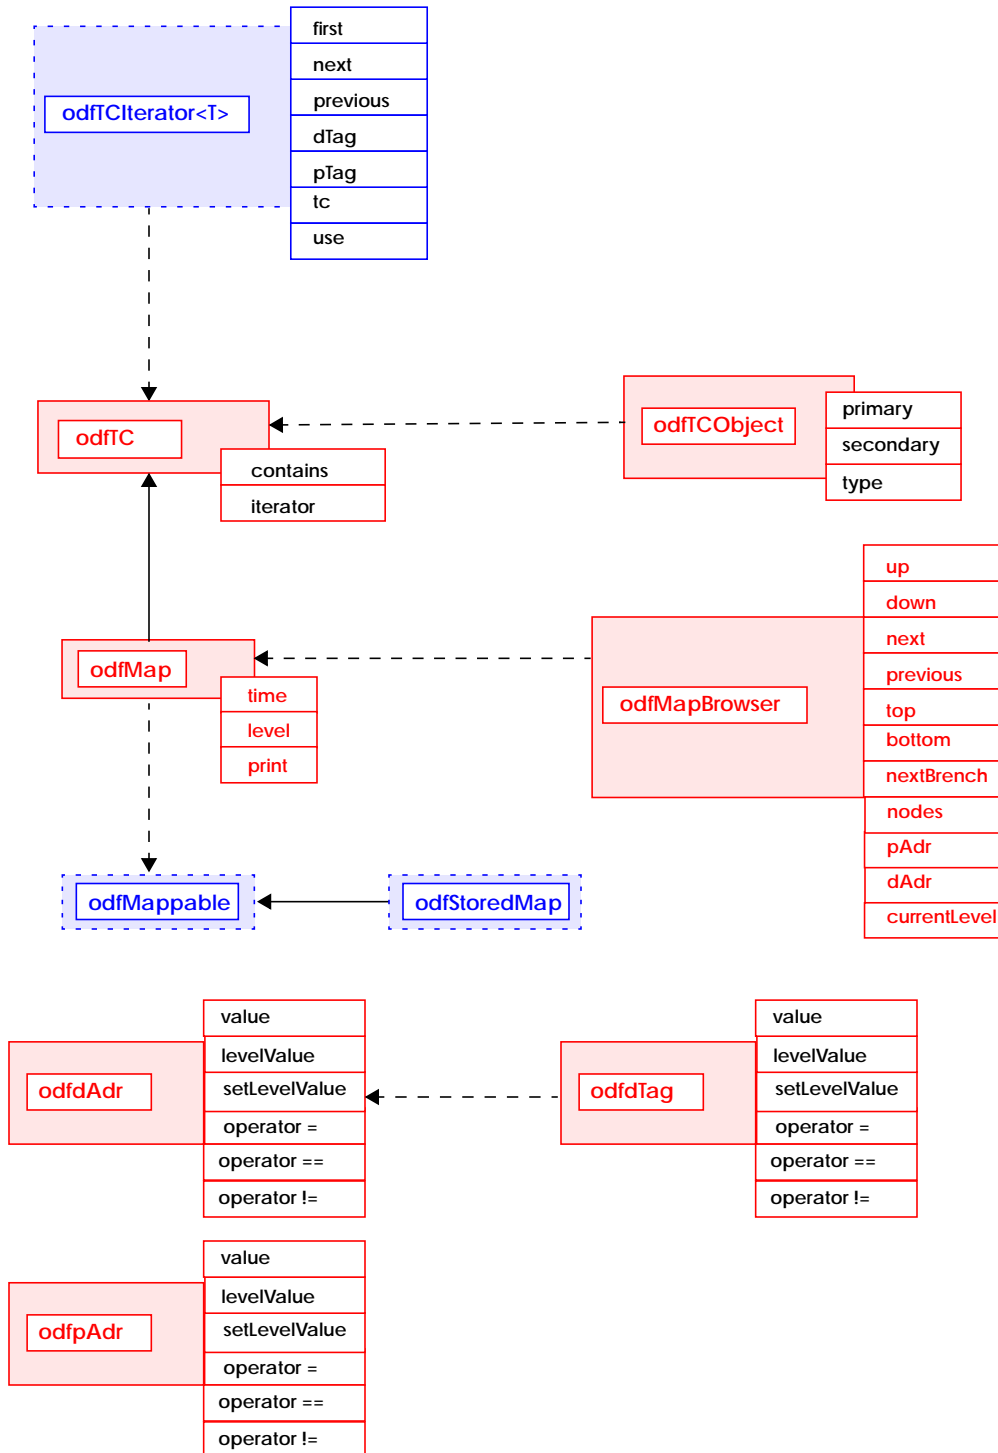 odfTCIterator<T>
first
next
previous
dTag
pTag
tc
use
odfTC
contains
iterator
odfTCObject
primary
secondary
type
odfMap
time
level
print
odfMapBrowser
up
down
next
previous
top
bottom
nextBrench
nodes
pAdr
dAdr
currentLevel
odfMappable
odfStoredMap
odfdAdr
value
levelValue
setLevelValue
operator =
operator ==
operator !=
odfdTag
value
levelValue
setLevelValue
operator =
operator ==
operator !=
odfpAdr
value
levelValue
setLevelValue
operator =
operator ==
operator !=